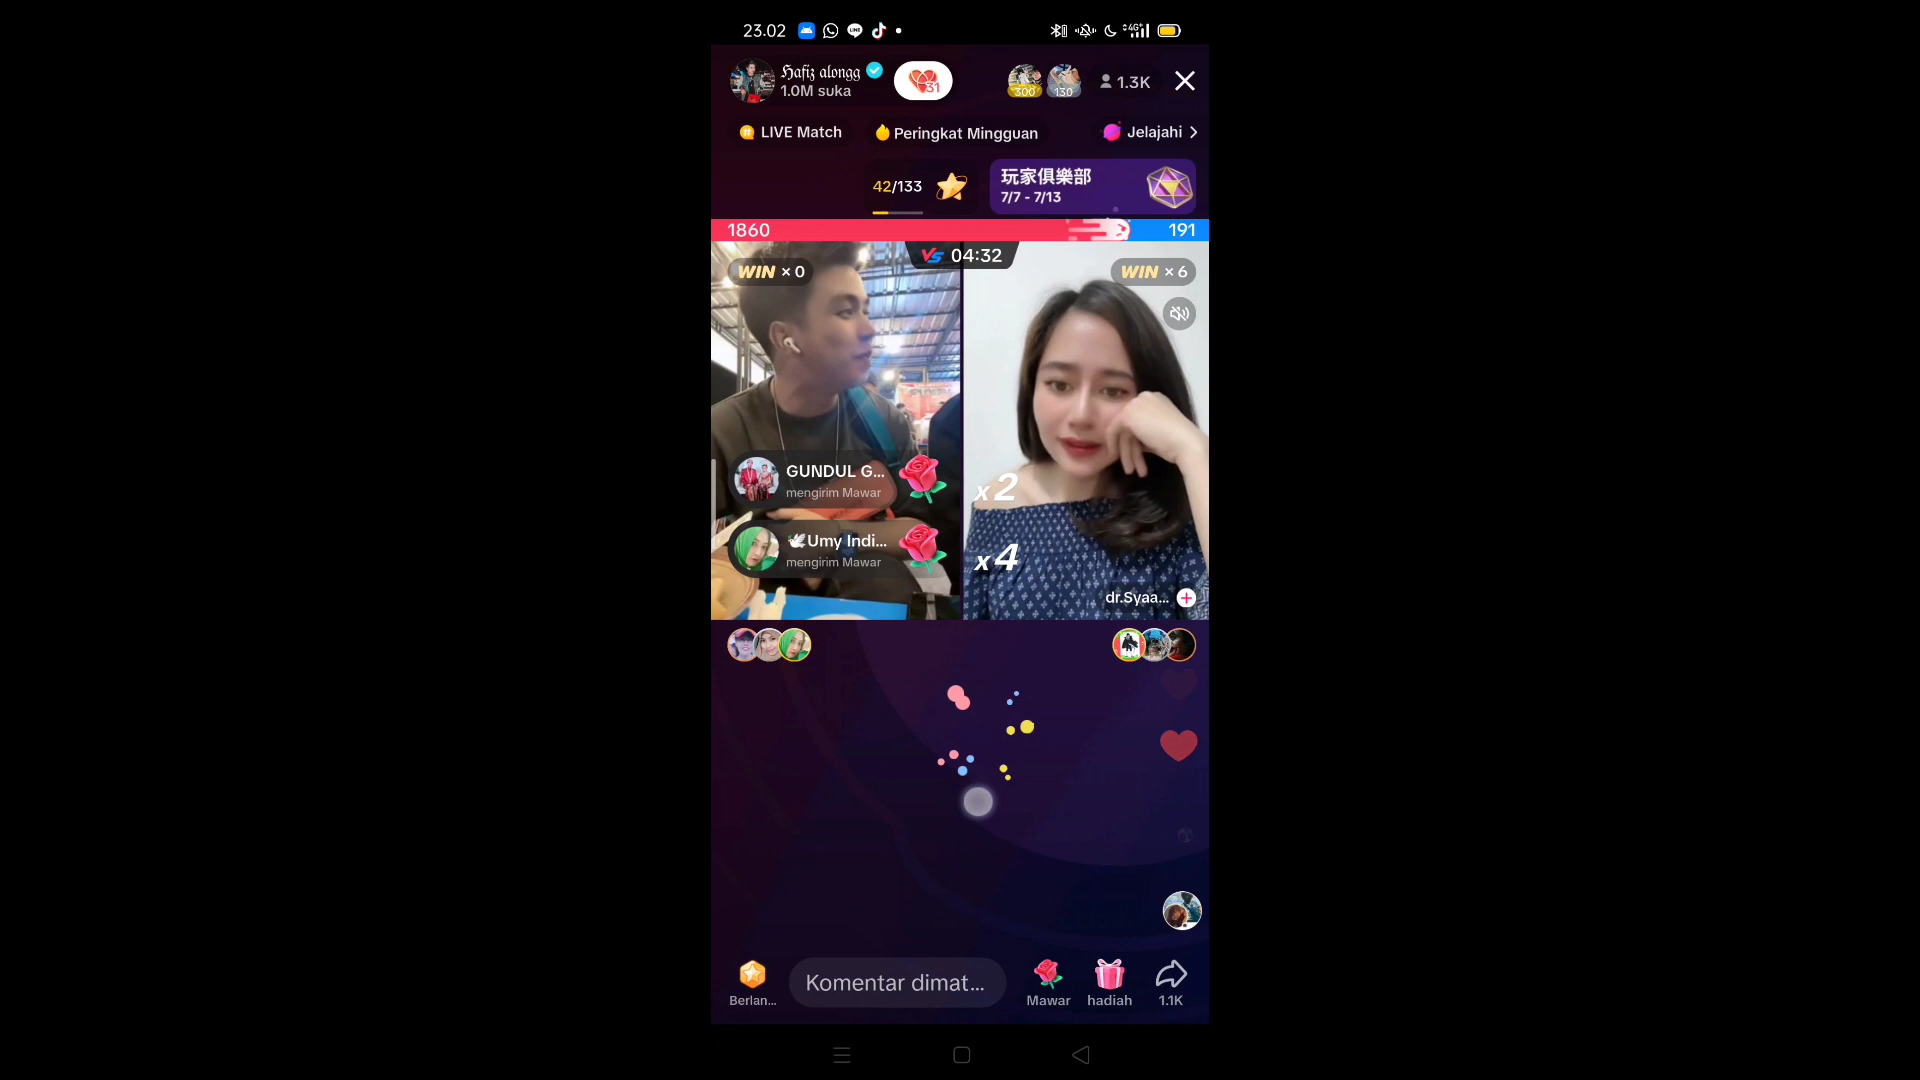 23.02
4G+
Hafiz alongg
1.0M suka
31
300
130
1.3K
LIVE Match
Peringkat Mingguan
Jelajahi
42/133
玩家俱樂部
7/7 - 7/13
1860
191
VS 04:32
WIN × 0
WIN × 6
GUNDUL G...
mengirim Mawar
x2
🕊Umy Indi...
mengirim Mawar
x4
dr.Syaa...
Berlan...
Komentar dimat...
Mawar
hadiah
1.1K